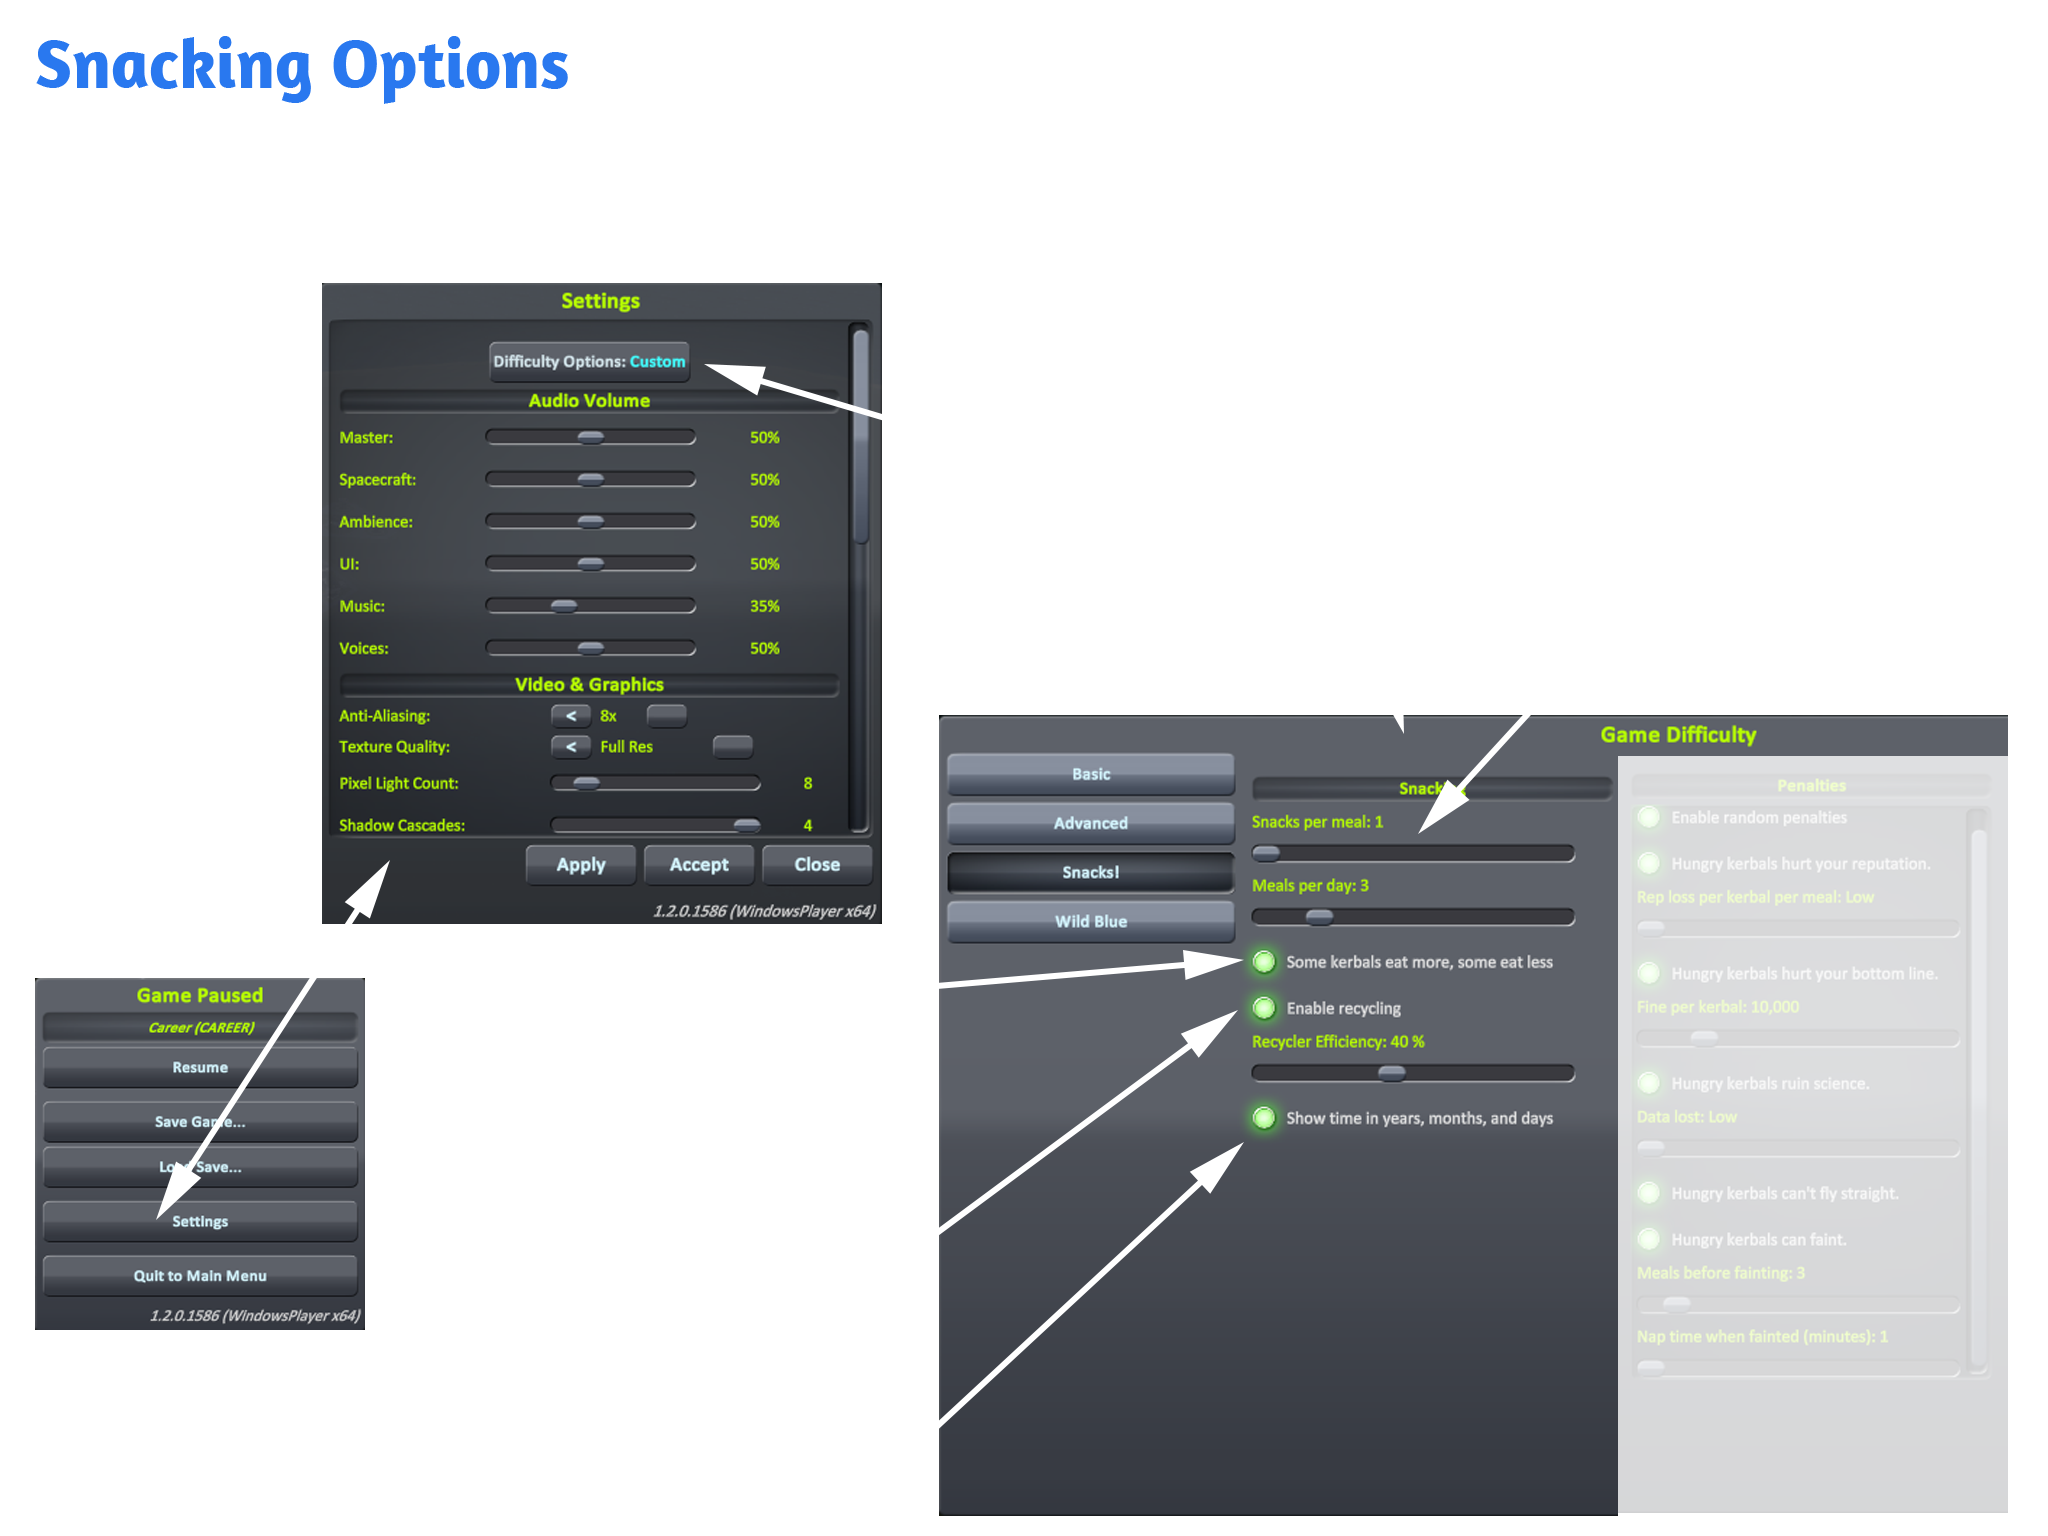 Snacking Options
Settings
Difficulty Options: Custom
Audio Volume
Master: 50%
Spacecraft: 50%
Ambience: 50%
UI: 50%
Music: 35%
Voices: 50%
Video & Graphics
Anti-Aliasing: < 8x
Texture Quality: < Full Res
Pixel Light Count: 8
Shadow Cascades: 4
Apply Accept Close
1.2.0.1586 (WindowsPlayer x64)
Game Paused
Career (CAREER)
Resume
Save Game...
Load Save...
Settings
Quit to Main Menu
1.2.0.1586 (WindowsPlayer x64)
Game Difficulty
Basic
Advanced
Snacks!
Wild Blue
Snacks per meal: 1
Meals per day: 3
Some kerbals eat more, some eat less
Enable recycling
Recycler Efficiency: 40 %
Show time in years, months, and days
Penalties
Enable random penalties
Hungry kerbals hurt your reputation.
Rep loss per kerbal per meal: Low
Hungry kerbals hurt your bottom line.
Fine per kerbal: 10,000
Hungry kerbals ruin science.
Data lost: Low
Hungry kerbals can't fly straight.
Hungry kerbals can faint.
Meals before fainting: 3
Nap time when fainted (minutes): 1